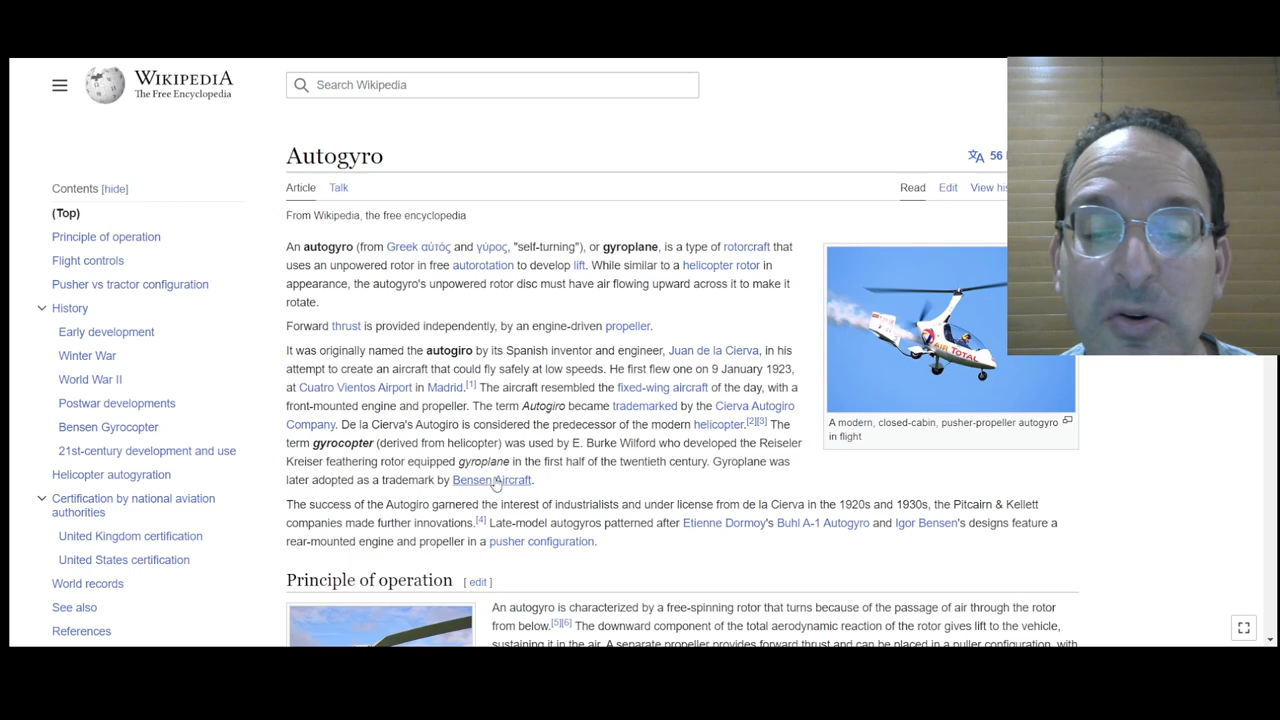 WIKIPEDIA
The Free Encyclopedia
Search Wikipedia
Autogyro
56
Contents [hide]
(Top)
Principle of operation
Flight controls
Pusher vs tractor configuration
History
Early development
Winter War
World War II
Postwar developments
Bensen Gyrocopter
21st-century development and use
Helicopter autogyration
Certification by national aviation
authorities
United Kingdom certification
United States certification
World records
See also
References
Article Talk
Read Edit View his
From Wikipedia, the free encyclopedia
An autogyro (from Greek αὐτός and γύρος, "self-turning"), or gyroplane, is a type of rotorcraft that
uses an unpowered rotor in free autorotation to develop lift. While similar to a helicopter rotor in
appearance, the autogyro's unpowered rotor disc must have air flowing upward across it to make it
rotate.
Forward thrust is provided independently, by an engine-driven propeller.
It was originally named the autogiro by its Spanish inventor and engineer, Juan de la Cierva, in his
attempt to create an aircraft that could fly safely at low speeds. He first flew one on 9 January 1923,
at Cuatro Vientos Airport in Madrid.[1] The aircraft resembled the fixed-wing aircraft of the day, with a
front-mounted engine and propeller. The term Autogiro became trademarked by the Cierva Autogiro
Company. De la Cierva's Autogiro is considered the predecessor of the modern helicopter.[2][3] The
term gyrocopter (derived from helicopter) was used by E. Burke Wilford who developed the Reiseler
Kreiser feathering rotor equipped gyroplane in the first half of the twentieth century. Gyroplane was
later adopted as a trademark by Bensen Aircraft.
AIR TOTAL
A modern, closed-cabin, pusher-propeller autogyro
in flight
The success of the Autogiro garnered the interest of industrialists and under license from de la Cierva in the 1920s and 1930s, the Pitcairn & Kellett
companies made further innovations.[4] Late-model autogyros patterned after Etienne Dormoy's Buhl A-1 Autogyro and Igor Bensen's designs feature a
rear-mounted engine and propeller in a pusher configuration.
Principle of operation [ edit ]
An autogyro is characterized by a free-spinning rotor that turns because of the passage of air through the rotor
from below.[5][6] The downward component of the total aerodynamic reaction of the rotor gives lift to the vehicle,
sustaining it in the air. A separate propeller provides forward thrust and can be placed in a puller configuration, with